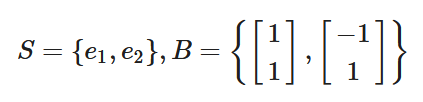 S = {e₁, e₂}, B = {[1 1], [−1 1]}